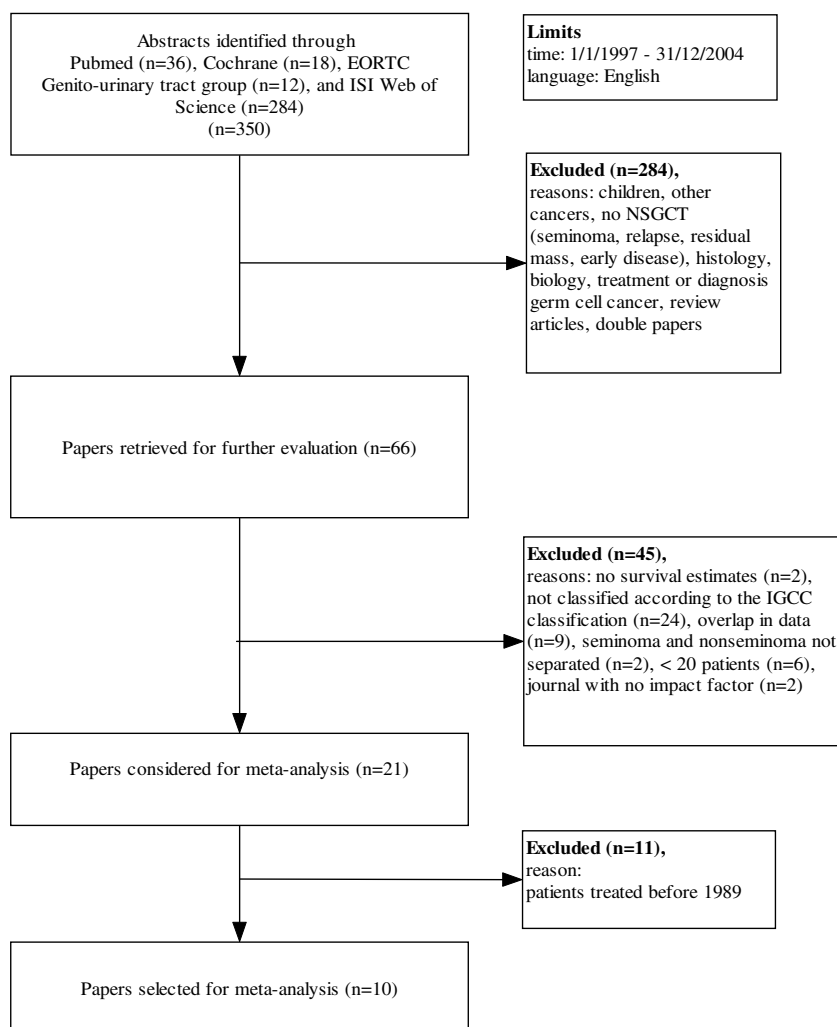 Abstracts identified through
Pubmed (n=36), Cochrane (n=18), EORTC
Genito-urinary tract group (n=12), and ISI Web of
Science (n=284)
(n=350)
Limits
time: 1/1/1997 - 31/12/2004
language: English
Excluded (n=284),
reasons: children, other
cancers, no NSGCT
(seminoma, relapse, residual
mass, early disease), histology,
biology, treatment or diagnosis
germ cell cancer, review
articles, double papers
Papers retrieved for further evaluation (n=66)
Excluded (n=45),
reasons: no survival estimates (n=2),
not classified according to the IGCC
classification (n=24), overlap in data
(n=9), seminoma and nonseminoma not
separated (n=2), < 20 patients (n=6),
journal with no impact factor (n=2)
Papers considered for meta-analysis (n=21)
Excluded (n=11),
reason:
patients treated before 1989
Papers selected for meta-analysis (n=10)